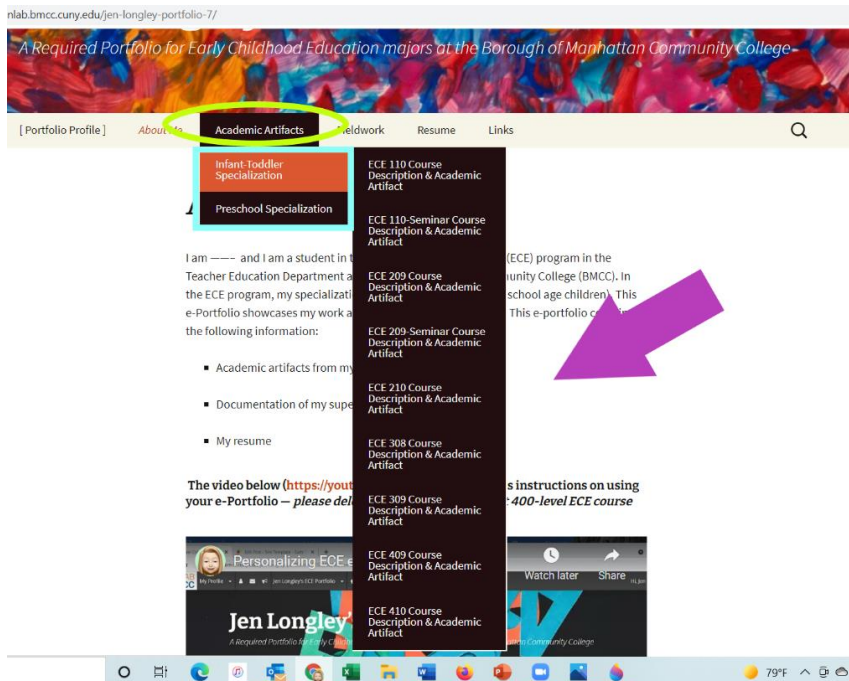 nlab.bmcc.cuny.edu/jen-longley-portfolio-7/
A Required Portfolio for Early Childhood Education majors at the Borough of Manhattan Community College
[ Portfolio Profile ] About Me Academic Artifacts Fieldwork Resume Links
Infant-Toddler
Specialization
Preschool Specialization
ECE 110 Course
Description & Academic
Artifact
ECE 110-Seminar Course
Description & Academic
Artifact
ECE 209 Course
Description & Academic
Artifact
ECE 209-Seminar Course
Description & Academic
Artifact
ECE 210 Course
Description & Academic
Artifact
ECE 308 Course
Description & Academic
Artifact
ECE 309 Course
Description & Academic
Artifact
ECE 409 Course
Description & Academic
Artifact
ECE 410 Course
Description & Academic
Artifact
A
I am ——– and I am a student in t (ECE) program in the
Teacher Education Department a unity College (BMCC). In
the ECE program, my specializati school age children). This
e-Portfolio showcases my work a This e-portfolio
the following information:
Academic artifacts from my
Documentation of my supe
My resume
The video below (https://yout s instructions on using
your e-Portfolio — please del 400-level ECE course
Personalizing ECE e
Watch later Share
My Profile Jen Longley's ECE Portfolio
Jen Longley'
A Required Portfolio for Early Childh tion Community College
79°F